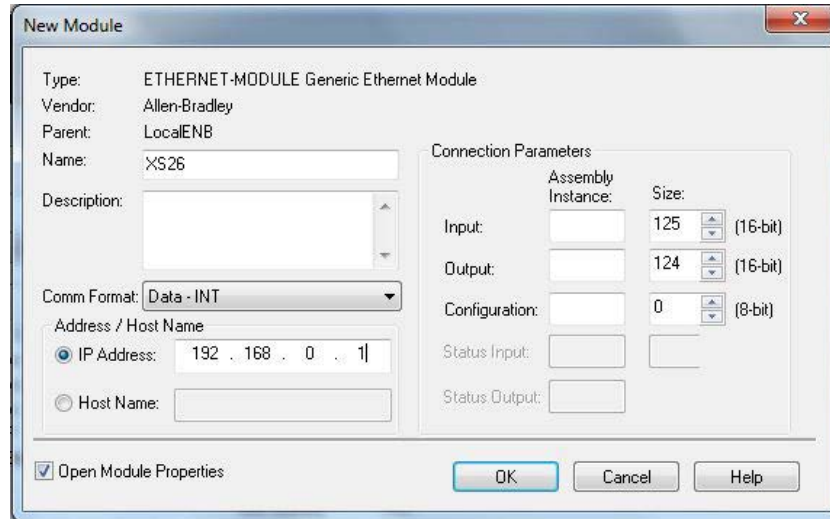 New Module
Type: ETHERNET-MODULE Generic Ethernet Module
Vendor: Allen-Bradley
Parent: LocalENB
Name: XS26
Description:
Comm Format: Data - INT
Address / Host Name
IP Address: 192 . 168 . 0 . 1
Host Name:
Connection Parameters
Assembly
Instance: Size:
Input: 125 (16-bit)
Output: 124 (16-bit)
Configuration: 0 (8-bit)
Status Input:
Status Output:
Open Module Properties
OK Cancel Help